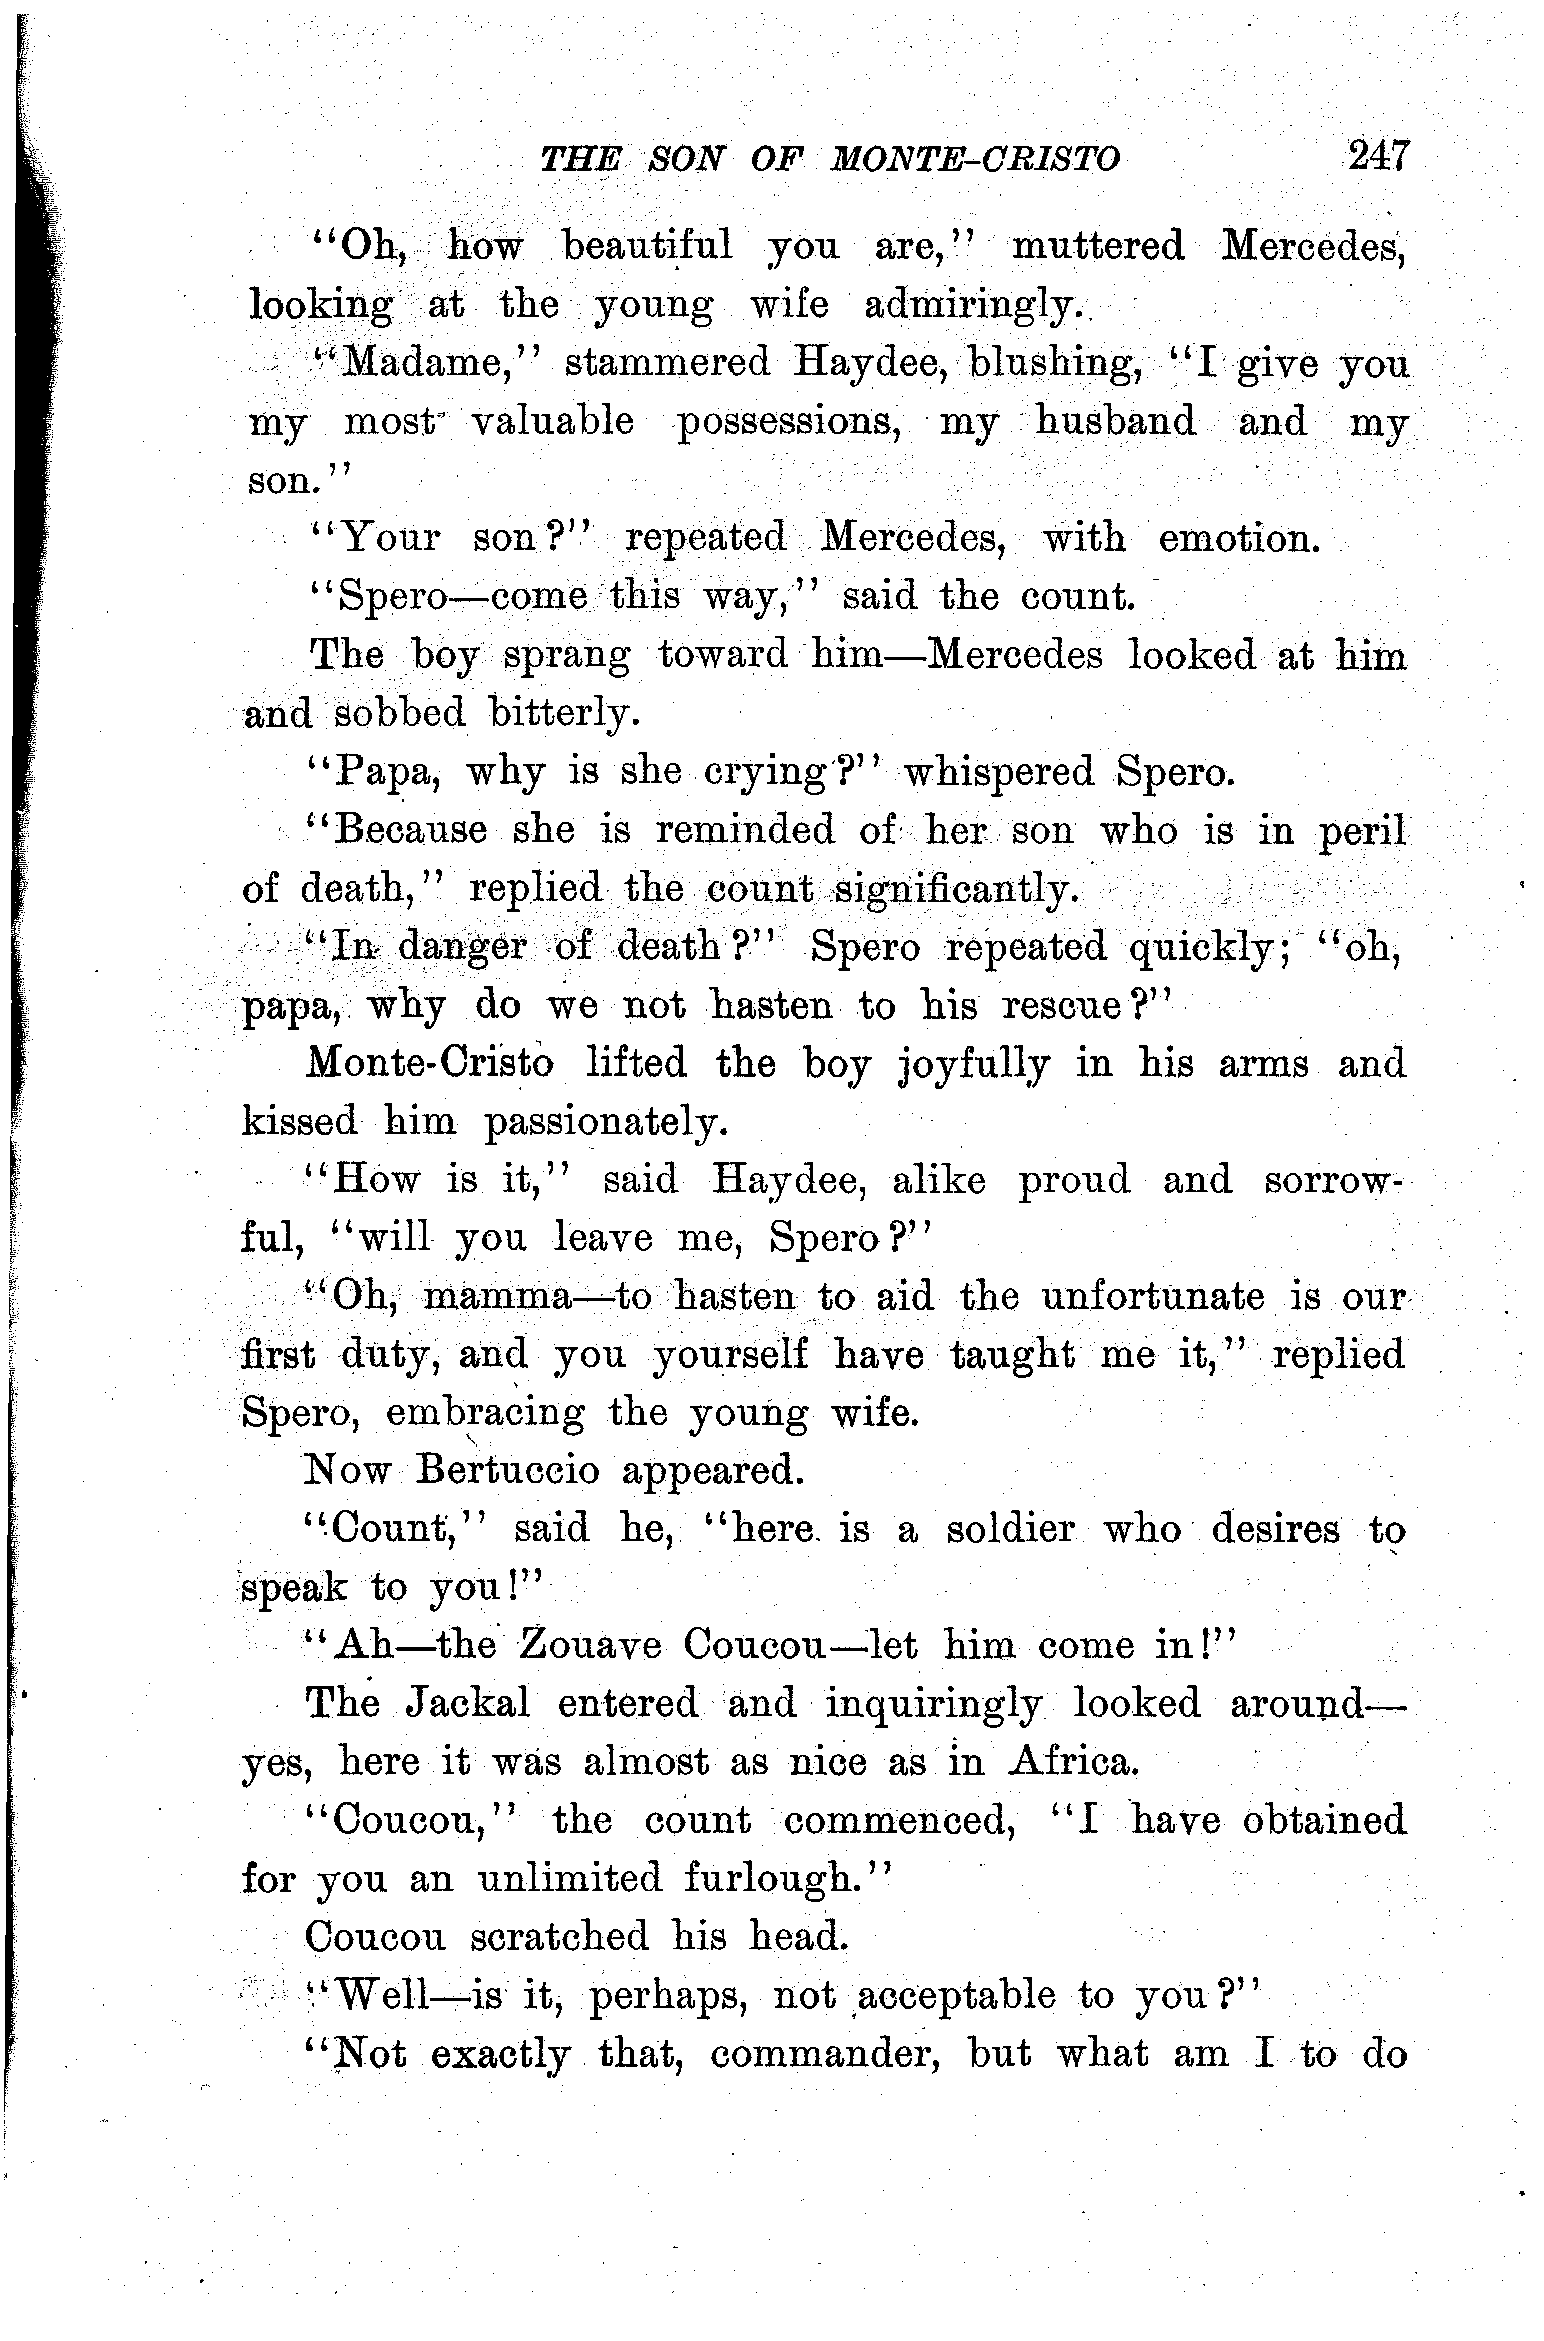 THE SON OF MONTE-CRISTO 247
"Oh, how beautiful you are," muttered Mercedes,
looking at the young wife admiringly.
"Madame," stammered Haydee, blushing, "I give you
my most valuable possessions, my husband and my
son."
"Your son?" repeated Mercedes, with emotion.
"Spero—come this way," said the count.
The boy sprang toward him—Mercedes looked at him
and sobbed bitterly.
"Papa, why is she crying?" whispered Spero.
"Because she is reminded of her son who is in peril
of death," replied the count significantly.
"In danger of death?" Spero repeated quickly; "oh,
papa, why do we not hasten to his rescue?"
Monte-Cristo lifted the boy joyfully in his arms and
kissed him passionately.
"How is it," said Haydee, alike proud and sorrow-
ful, "will you leave me, Spero?"
"Oh, mamma—to hasten to aid the unfortunate is our
first duty, and you yourself have taught me it," replied
Spero, embracing the young wife.
Now Bertuccio appeared.
"Count," said he, "here is a soldier who desires to
speak to you!"
"Ah—the Zouave Coucou—let him come in!"
The Jackal entered and inquiringly looked around—
yes, here it was almost as nice as in Africa.
"Coucou," the count commenced, "I have obtained
for you an unlimited furlough."
Coucou scratched his head.
"Well—is it, perhaps, not acceptable to you?"
"Not exactly that, commander, but what am I to do